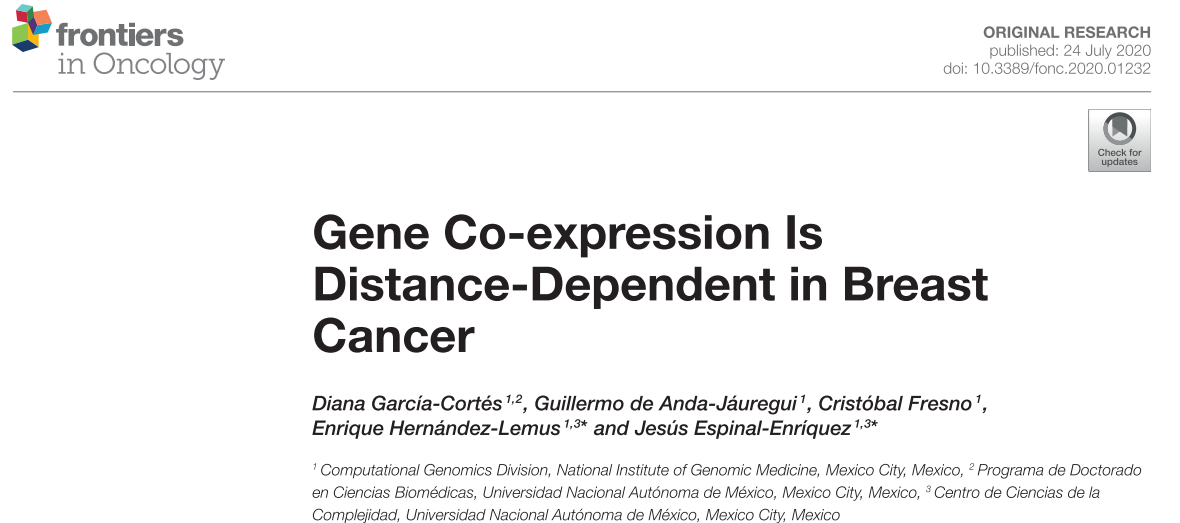 frontiers
in Oncology
ORIGINAL RESEARCH
published: 24 July 2020
doi: 10.3389/fonc.2020.01232
Check for
updates
Gene Co-expression Is
Distance-Dependent in Breast
Cancer
Diana García-Cortés 1,2, Guillermo de Anda-Jáuregui 1, Cristóbal Fresno 1,
Enrique Hernández-Lemus 1,3* and Jesús Espinal-Enríquez 1,3*
1 Computational Genomics Division, National Institute of Genomic Medicine, Mexico City, Mexico, 2 Programa de Doctorado
en Ciencias Biomédicas, Universidad Nacional Autónoma de México, Mexico City, Mexico, 3 Centro de Ciencias de la
Complejidad, Universidad Nacional Autónoma de México, Mexico City, Mexico